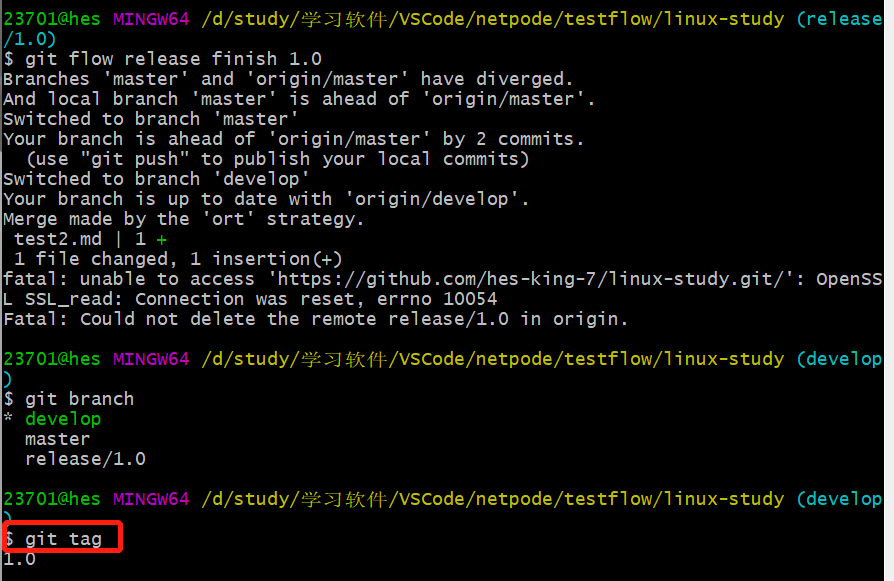 23701@hes MINGW64 /d/study/学习软件/VSCode/netpode/testflow/linux-study (release
/1.0)
$ git flow release finish 1.0
Branches 'master' and 'origin/master' have diverged.
And local branch 'master' is ahead of 'origin/master'.
Switched to branch 'master'
Your branch is ahead of 'origin/master' by 2 commits.
  (use "git push" to publish your local commits)
Switched to branch 'develop'
Your branch is up to date with 'origin/develop'.
Merge made by the 'ort' strategy.
 test2.md | 1 +
 1 file changed, 1 insertion(+)
fatal: unable to access 'https://github.com/hes-king-7/linux-study.git/': OpenSS
L SSL_read: Connection was reset, errno 10054
Fatal: Could not delete the remote release/1.0 in origin.
23701@hes MINGW64 /d/study/学习软件/VSCode/netpode/testflow/linux-study (develop
)
$ git branch
* develop
  master
  release/1.0
23701@hes MINGW64 /d/study/学习软件/VSCode/netpode/testflow/linux-study (develop
)
$ git tag
1.0